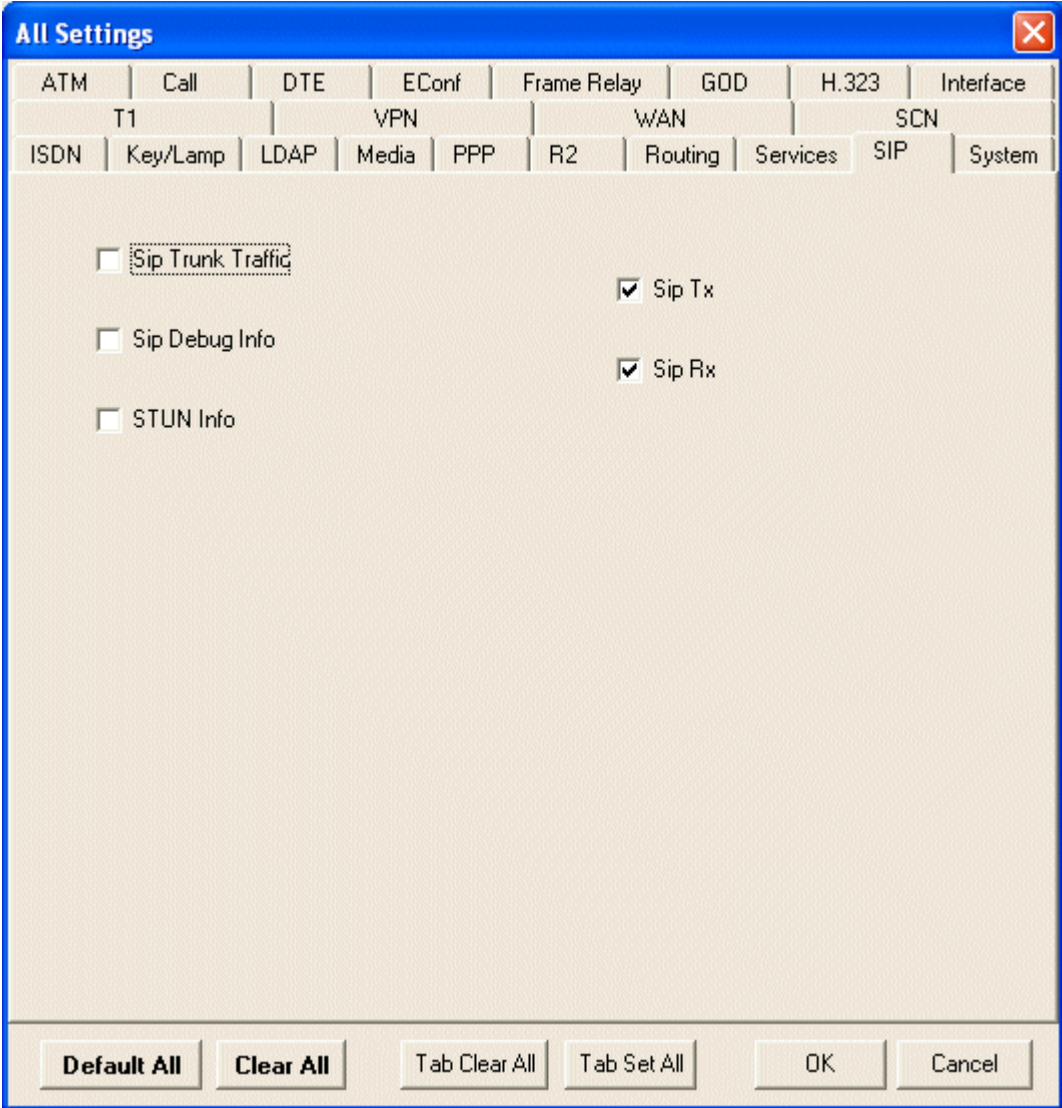 All Settings
ATM Call DTE EConf Frame Relay GOD H.323 Interface
T1 VPN WAN SCN
ISDN Key/Lamp LDAP Media PPP R2 Routing Services SIP System
Sip Trunk Traffic
Sip Tx
Sip Debug Info
Sip Rx
STUN Info
Default All Clear All Tab Clear All Tab Set All OK Cancel